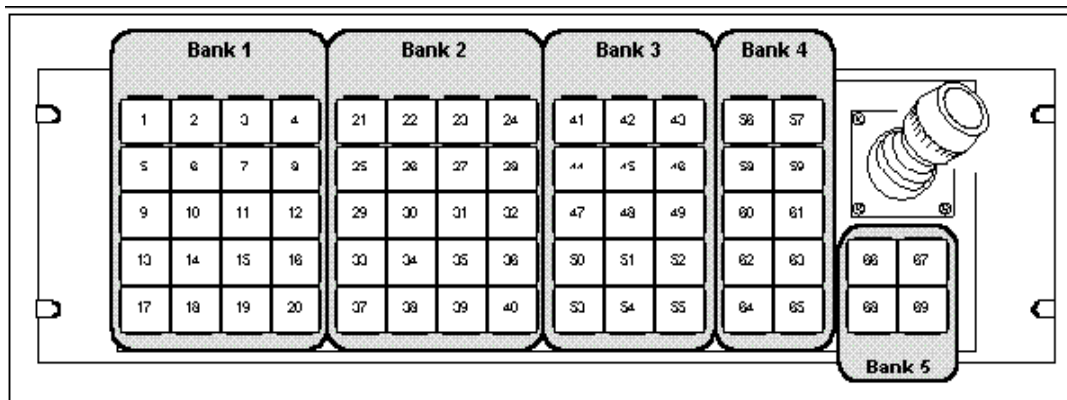 Bank 1 Bank 2 Bank 3 Bank 4
1 2 3 4 21 22 23 24 41 42 43 56 57
5 6 7 8 25 26 27 28 44 45 46 58 59
9 10 11 12 29 30 31 32 47 48 49 60 61
13 14 15 16 33 34 35 36 50 51 52 62 63 66 67
17 18 19 20 37 38 39 40 53 54 55 64 65 68 69
Bank 5